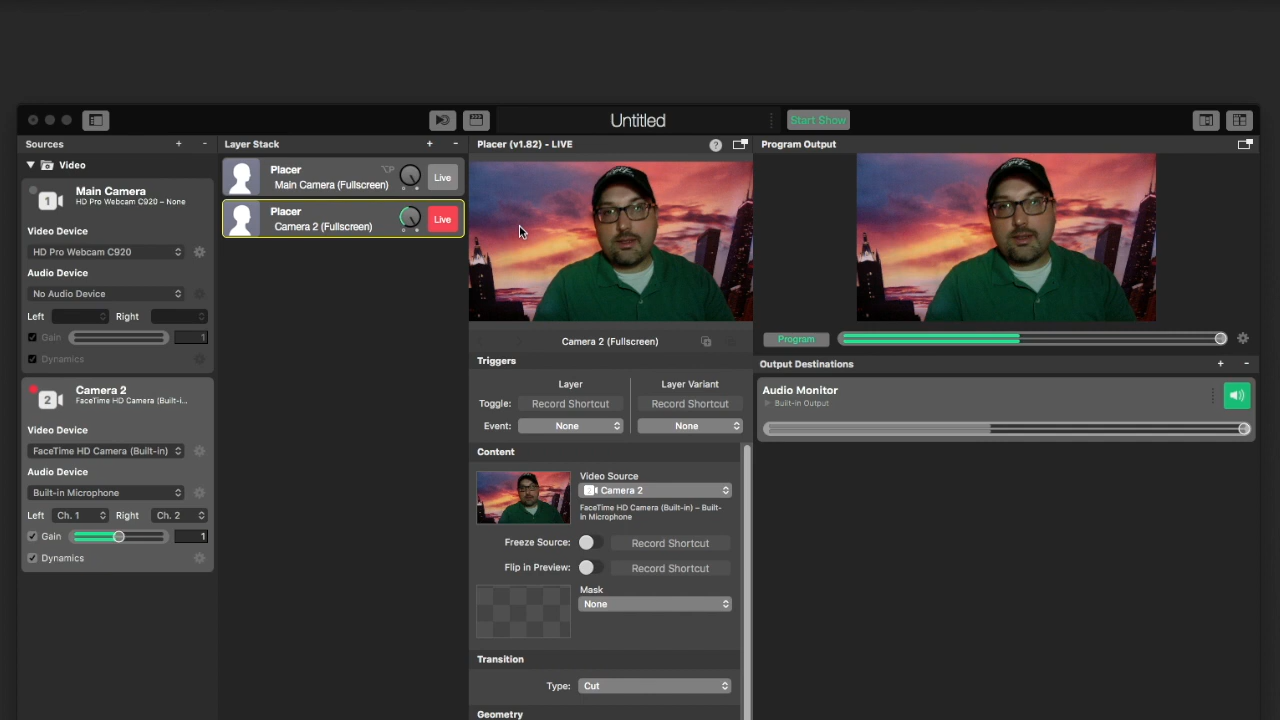 Untitled
Start Show
Sources + -
Video
1
Main Camera
HD Pro Webcam C920 – None
Video Device
HD Pro Webcam C920
Audio Device
No Audio Device
Left Right
Gain 1
Dynamics
2
Camera 2
FaceTime HD Camera (Built-i...
Video Device
FaceTime HD Camera (Built-in)
Audio Device
Built-in Microphone
Left Ch. 1 Right Ch. 2
Gain 1
Dynamics
Layer Stack + -
Placer ⌥P
Main Camera (Fullscreen)
Live
Placer
Camera 2 (Fullscreen)
Live
Placer (v1.82) - LIVE ?
Camera 2 (Fullscreen)
Triggers
Layer Layer Variant
Toggle: Record Shortcut Record Shortcut
Event: None None
Content
Video Source
2 Camera 2
FaceTime HD Camera (Built-in) – Built-
in Microphone
Freeze Source: Record Shortcut
Flip in Preview: Record Shortcut
Mask
None
Transition
Type: Cut
Geometry
Program Output
Program
Output Destinations + -
Audio Monitor
Built-in Output